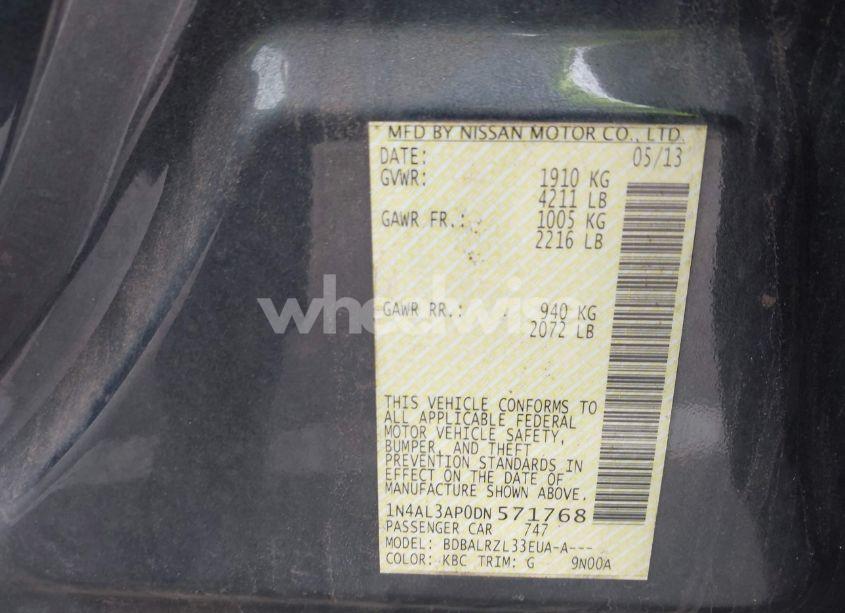 MFD BY NISSAN MOTOR CO., LTD.
DATE: 05/13
GVWR: 1910 KG
4211 LB
GAWR FR.: 1005 KG
2216 LB
wheelwise
GAWR RR.: 940 KG
2072 LB
THIS VEHICLE CONFORMS TO
ALL APPLICABLE FEDERAL
MOTOR VEHICLE SAFETY,
BUMPER, AND THEFT
PREVENTION STANDARDS IN
EFFECT ON THE DATE OF
MANUFACTURE SHOWN ABOVE.
1N4AL3AP0DN571768
PASSENGER CAR 747
MODEL: BDBALRZL33EUA-A---
COLOR: KBC TRIM: G 9N00A